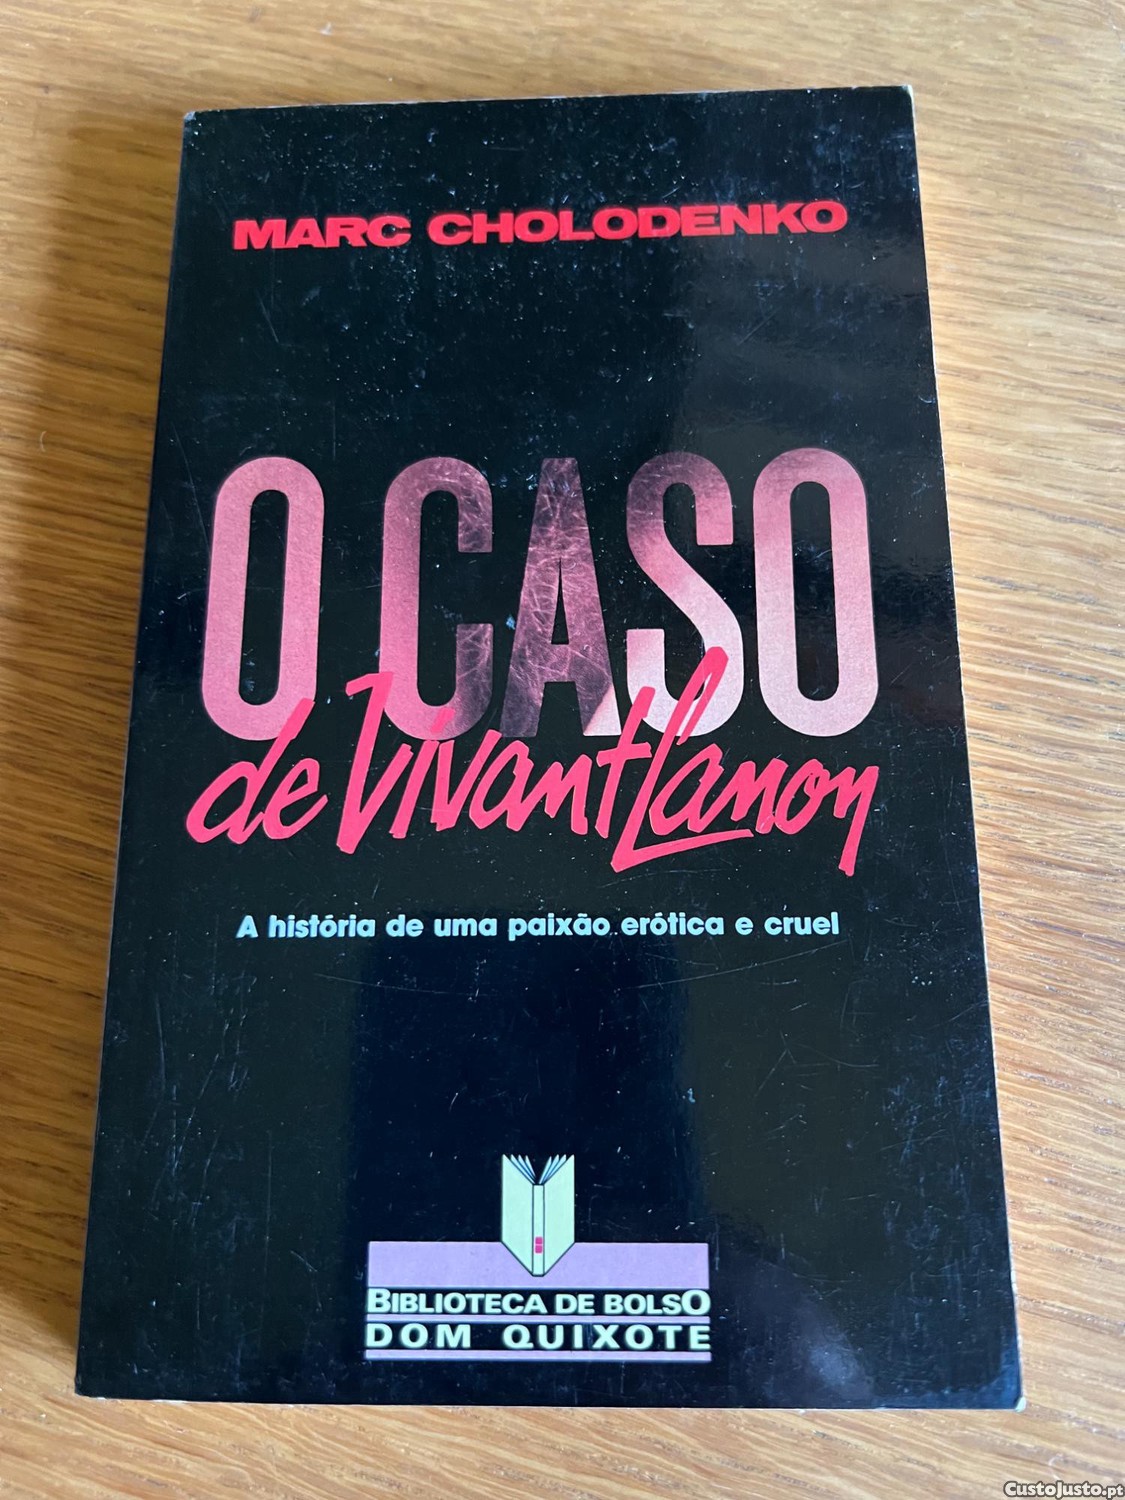 MARC CHOLODENKO
O CASO
de Vivant Lanon
A história de uma paixão erótica e cruel
BIBLIOTECA DE BOLSO
DOM QUIXOTE
CustoJusto.pt